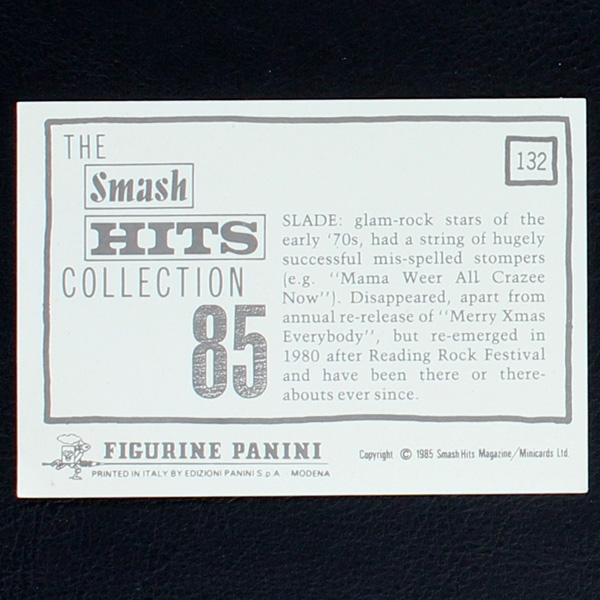 THE
Smash
HITS
COLLECTION
85
132
SLADE: glam-rock stars of the
early '70s, had a string of hugely
successful mis-spelled stompers
(e.g. "Mama Weer All Crazee
Now"). Disappeared, apart from
annual re-release of "Merry Xmas
Everybody", but re-emerged in
1980 after Reading Rock Festival
and have been there or there-
abouts ever since.
FIGURINE PANINI
PRINTED IN ITALY BY EDIZIONI PANINI S.p.A. MODENA
Copyright © 1985 Smash Hits Magazine/Minicards Ltd.